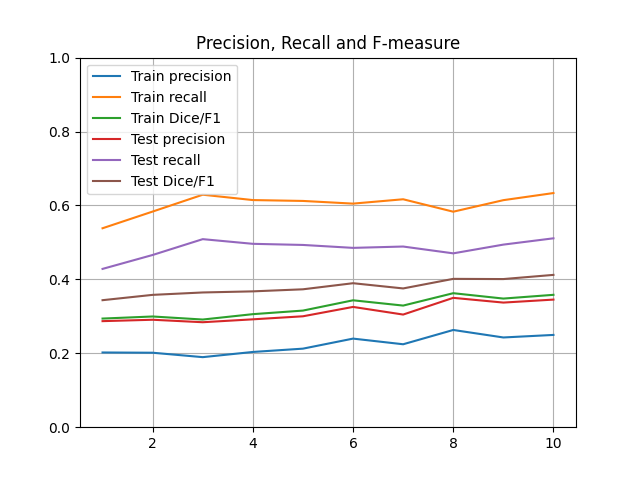 Precision, Recall and F-measure
1.0
0.8
0.6
0.4
0.2
0.0
Train precision
Train recall
Train Dice/F1
Test precision
Test recall
Test Dice/F1
2 4 6 8 10